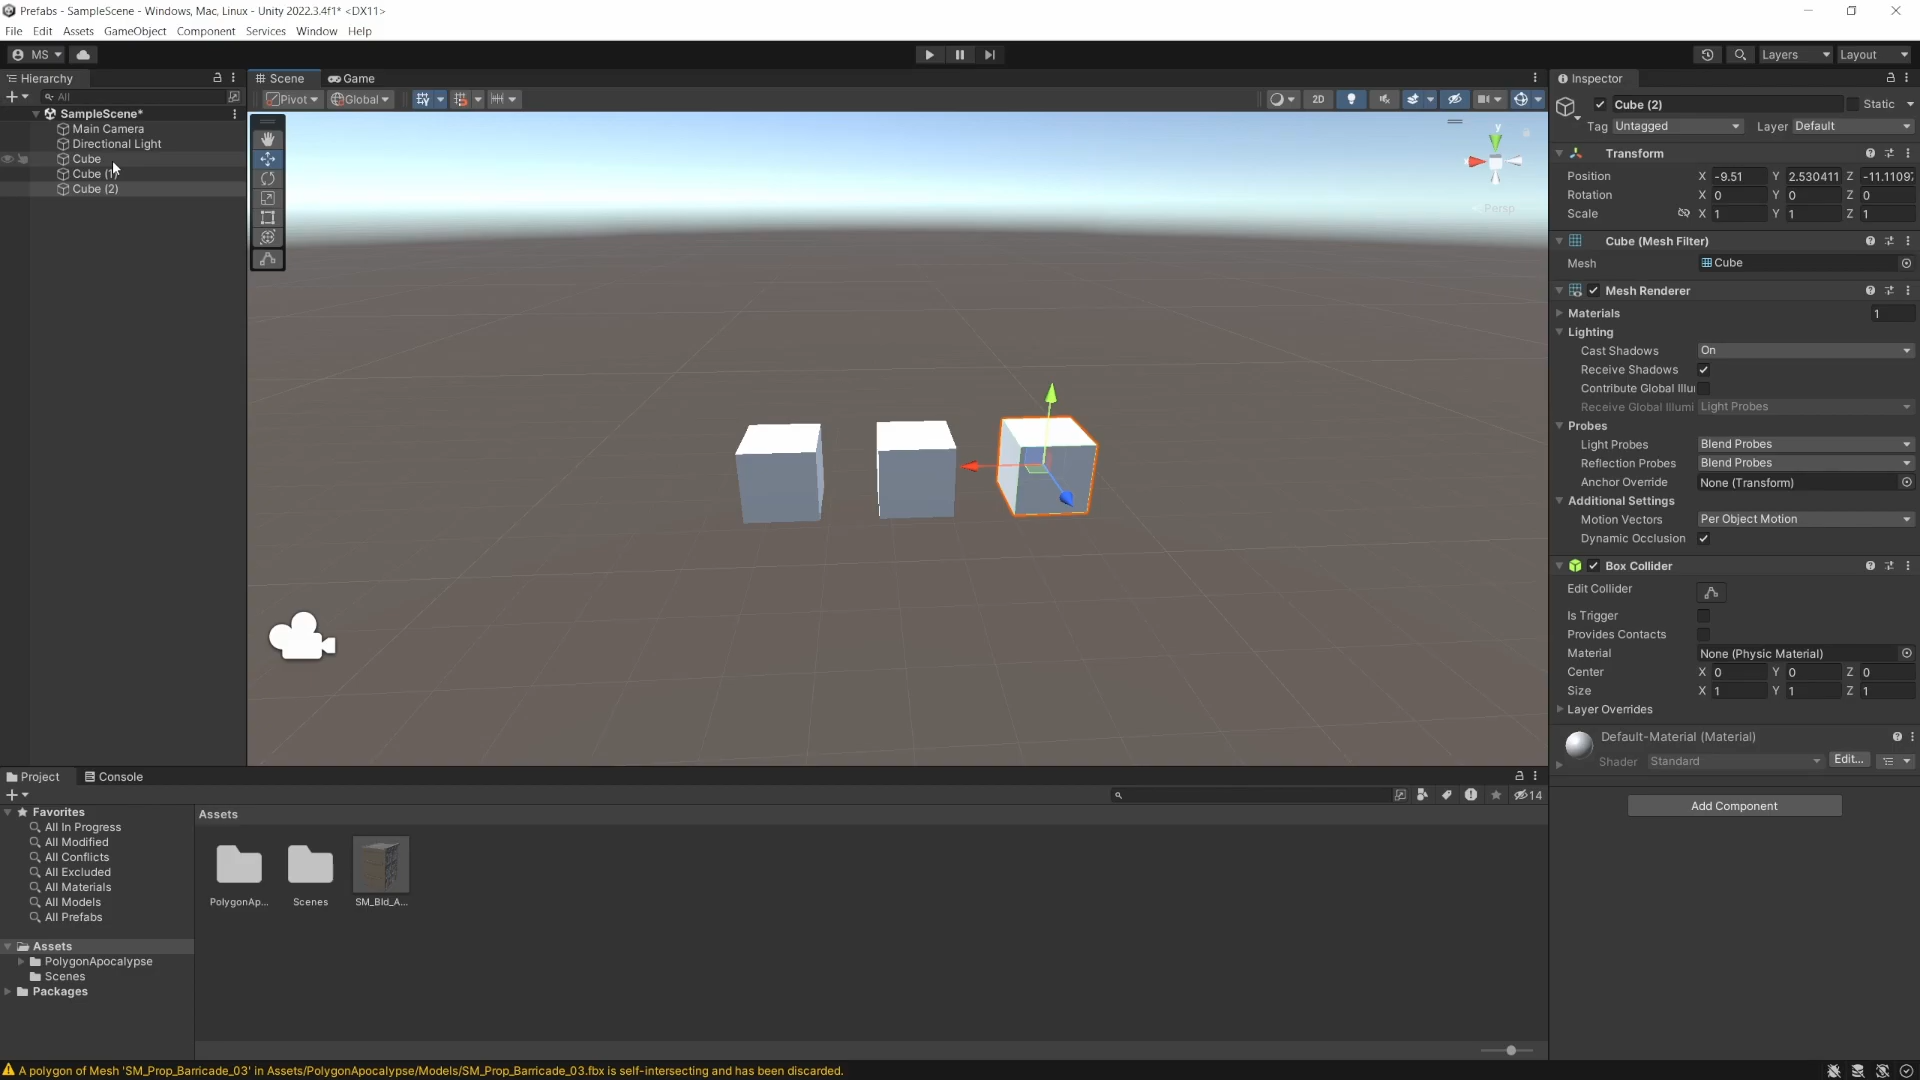 Prefabs - SampleScene - Windows, Mac, Linux - Unity 2022.3.4f1* <DX11>
File Edit Assets GameObject Component Services Window Help
MS Layers Layout
Hierarchy
All
SampleScene*
Main Camera
Directional Light
Cube
Cube (1)
Cube (2)
Scene Game
Pivot Global 2D
y
Persp
Inspector
Cube (2) Static
Tag Untagged Layer Default
Transform
Position X -9.51 Y 2.530411 Z -11.1109
Rotation X 0 Y 0 Z 0
Scale X 1 Y 1 Z 1
Cube (Mesh Filter)
Mesh Cube
Mesh Renderer
Materials 1
Lighting
Cast Shadows On
Receive Shadows
Contribute Global Illu
Receive Global Illumi Light Probes
Probes
Light Probes Blend Probes
Reflection Probes Blend Probes
Anchor Override None (Transform)
Additional Settings
Motion Vectors Per Object Motion
Dynamic Occlusion
Box Collider
Edit Collider
Is Trigger
Provides Contacts
Material None (Physic Material)
Center X 0 Y 0 Z 0
Size X 1 Y 1 Z 1
Layer Overrides
Default-Material (Material)
Shader Standard Edit...
Add Component
Project Console
14
Favorites
All In Progress
All Modified
All Conflicts
All Excluded
All Materials
All Models
All Prefabs
Assets
PolygonApocalypse
Scenes
Packages
Assets
PolygonAp... Scenes SM_Bld_A...
A polygon of Mesh 'SM_Prop_Barricade_03' in Assets/PolygonApocalypse/Models/SM_Prop_Barricade_03.fbx is self-intersecting and has been discarded.